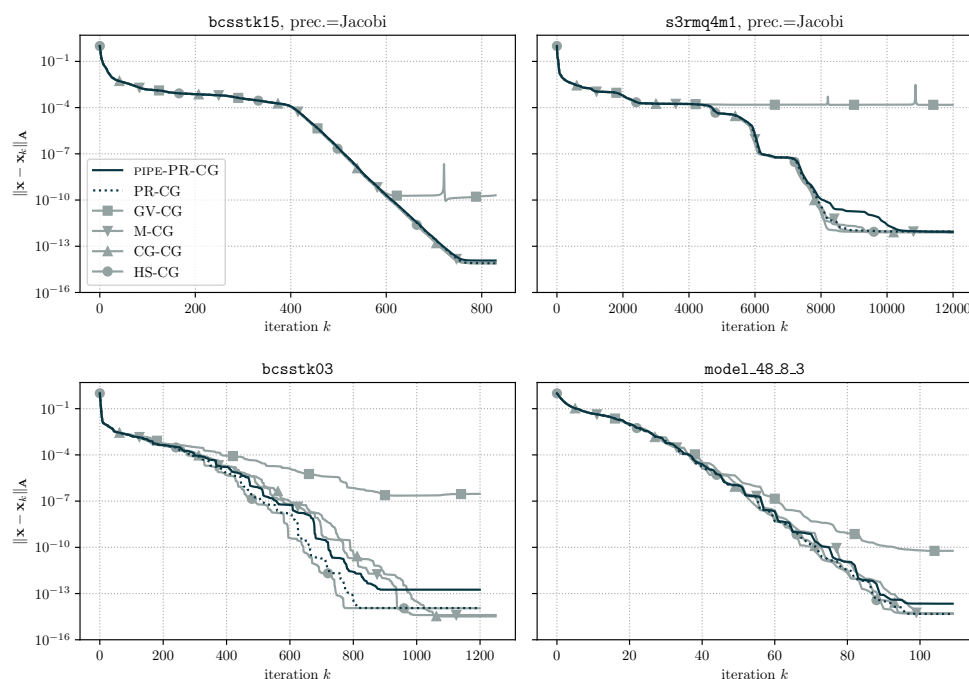 bcsstk15, prec.=Jacobi
s3rmq4m1, prec.=Jacobi
10⁻¹
10⁻⁴
10⁻⁷
10⁻¹⁰
10⁻¹³
10⁻¹⁶
‖x − x_k‖_A
PIPE-PR-CG
PR-CG
GV-CG
M-CG
CG-CG
HS-CG
0 200 400 600 800
iteration k
0 2000 4000 6000 8000 10000 12000
iteration k
bcsstk03
model_48_8_3
10⁻¹
10⁻⁴
10⁻⁷
10⁻¹⁰
10⁻¹³
10⁻¹⁶
‖x − x_k‖_A
0 200 400 600 800 1000 1200
iteration k
0 20 40 60 80 100
iteration k